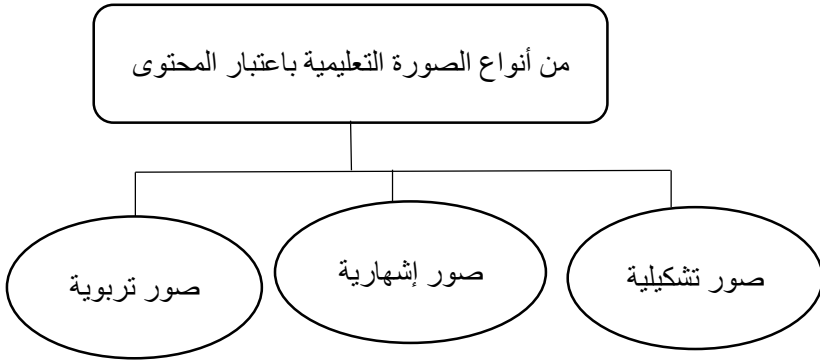 من أنواع الصورة التعليمية باعتبار المحتوى
صور تشكيلية
صور إشهارية
صور تربوية